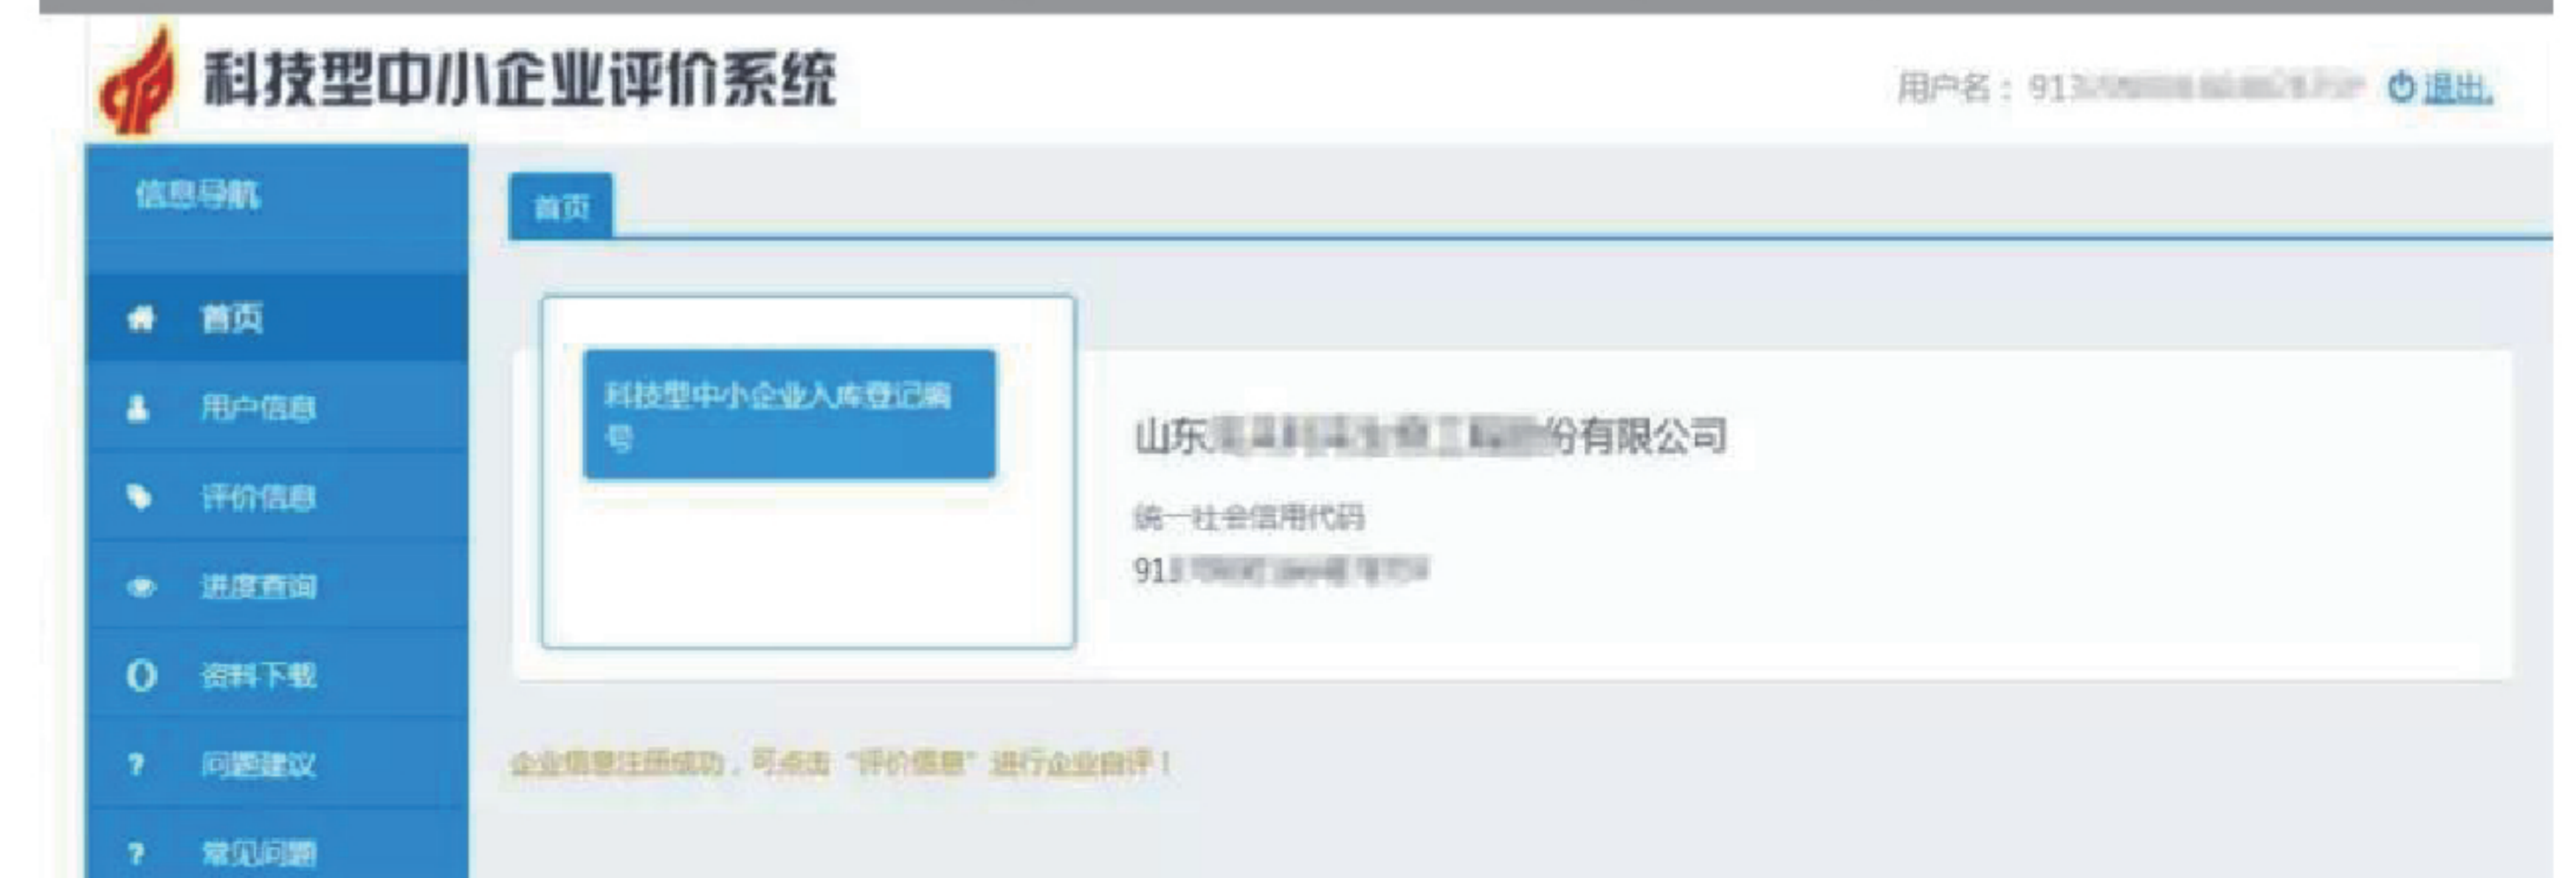 科技型中小企业评价系统
用户名：913 退出
信息导航
首页
首页
用户信息
评价信息
进度查询
资料下载
问题建议
常见问题
科技型中小企业入库登记编
号
山东 份有限公司
统一社会信用代码
913
企业信息注册成功，可点击“评价信息”进行企业自评！